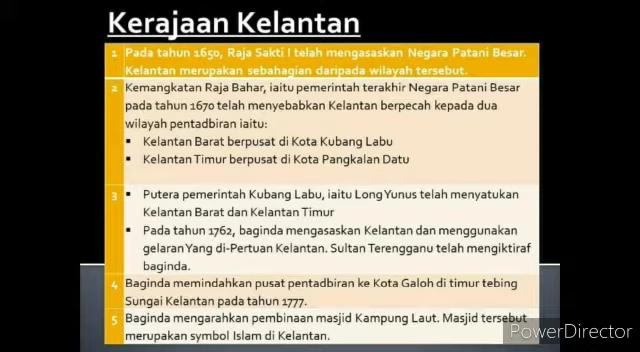 Kerajaan Kelantan
1 Pada tahun 1650, Raja Sakti I telah mengasaskan Negara Patani Besar.
Kelantan merupakan sebahagian daripada wilayah tersebut.
2 Kemangkatan Raja Bahar, iaitu pemerintah terakhir Negara Patani Besar
pada tahun 1670 telah menyebabkan Kelantan berpecah kepada dua
wilayah pentadbiran iaitu:
▪ Kelantan Barat berpusat di Kota Kubang Labu
▪ Kelantan Timur berpusat di Kota Pangkalan Datu
3 ▪ Putera pemerintah Kubang Labu, iaitu Long Yunus telah menyatukan
Kelantan Barat dan Kelantan Timur
▪ Pada tahun 1762, baginda mengasaskan Kelantan dan menggunakan
gelaran Yang di-Pertuan Kelantan. Sultan Terengganu telah mengiktiraf
baginda.
4 Baginda memindahkan pusat pentadbiran ke Kota Galoh di timur tebing
Sungai Kelantan pada tahun 1777.
5 Baginda mengarahkan pembinaan masjid Kampung Laut. Masjid tersebut
merupakan symbol Islam di Kelantan.
PowerDirector